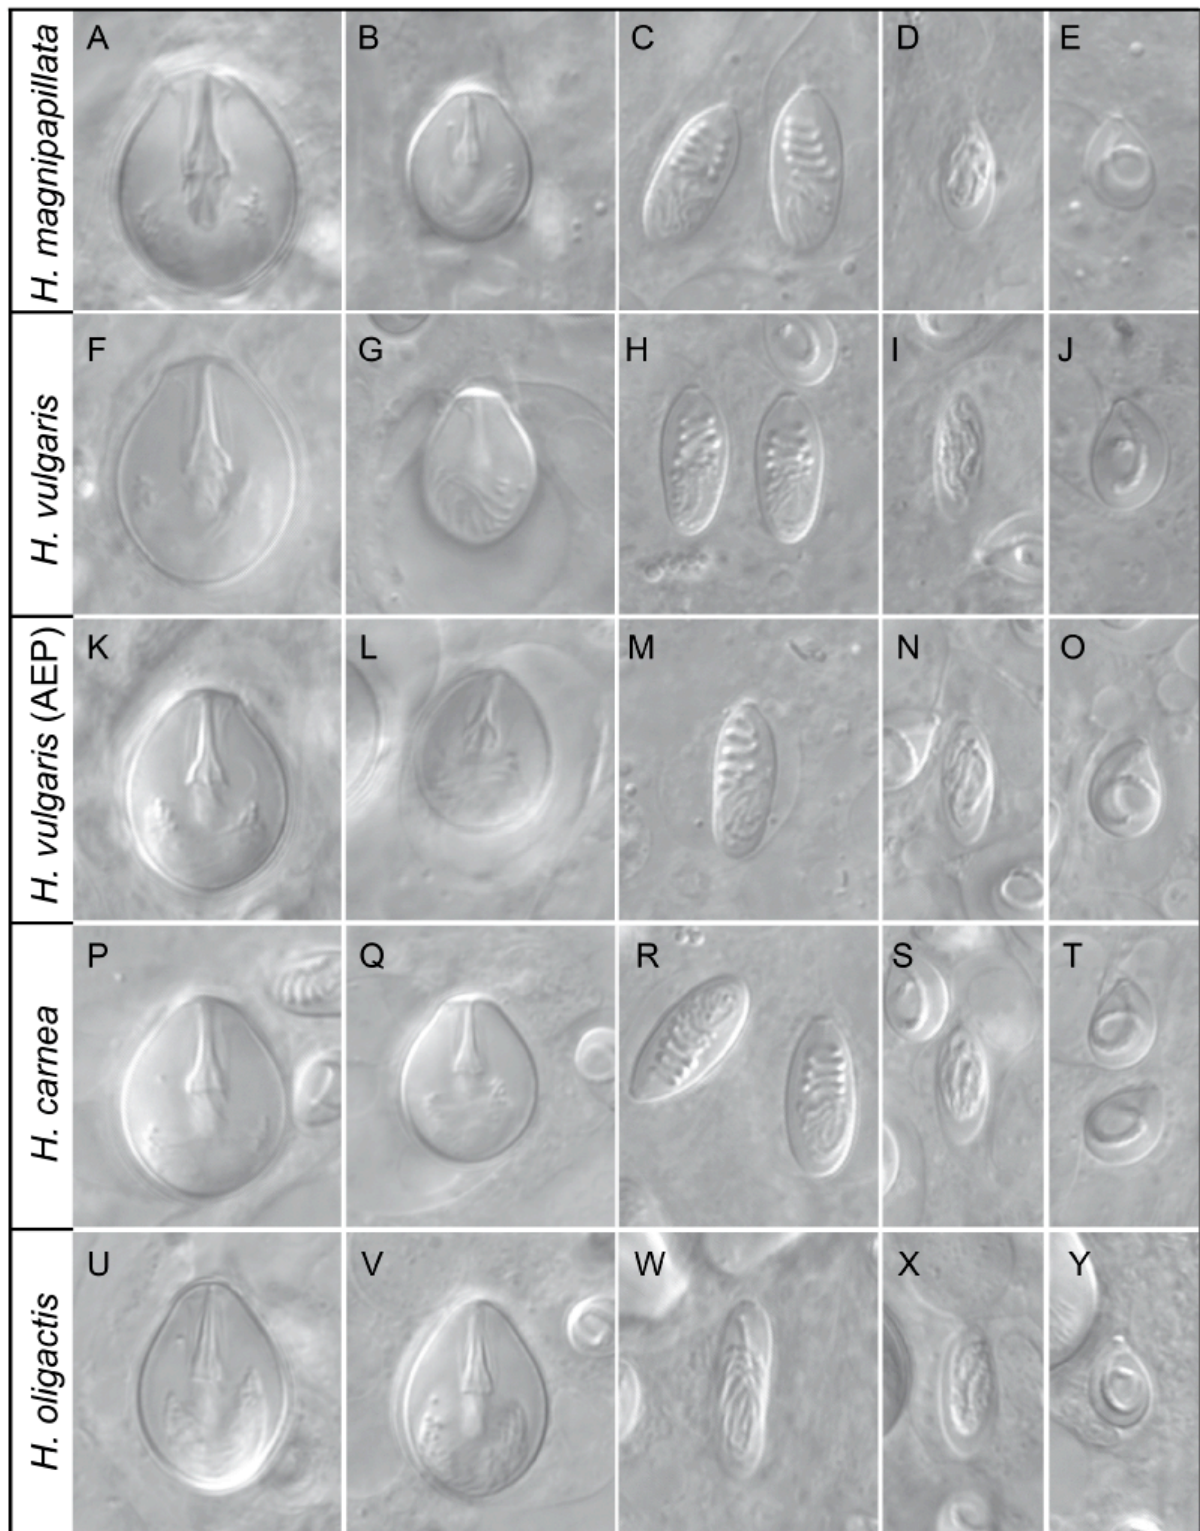 H. magnipapillata
A B C D E
H. vulgaris
F G H I J
H. vulgaris (AEP)
K L M N O
H. carnea
P Q R S T
H. oligactis
U V W X Y